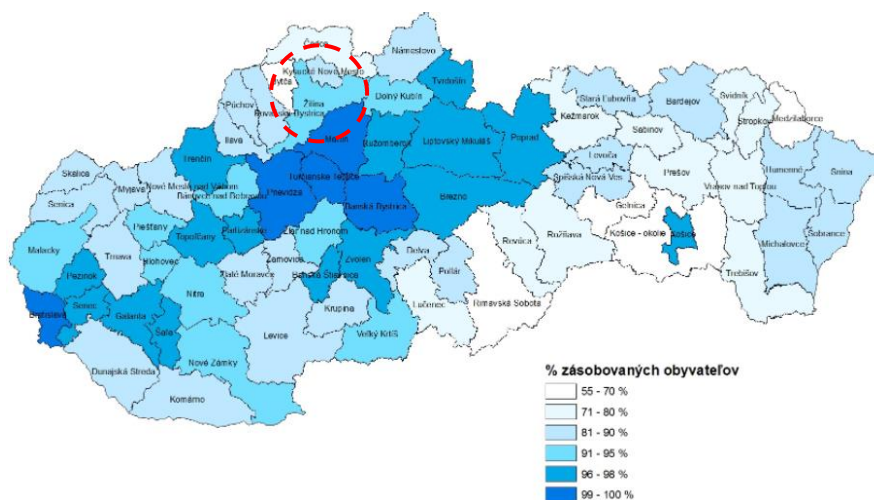 Čadca
Námestovo
Kysucké Nové Mesto
Bytča
Tvrdošín
Dolný Kubín
Žilina
Púchov
Považská Bystrica
Ilava
Martin
Ružomberok
Liptovský Mikuláš
Poprad
Kežmarok
Stará Ľubovňa
Bardejov
Svidník
Stropkov
Medzilaborce
Sabinov
Levoča
Prešov
Humenné
Snina
Spišská Nová Ves
Vranov nad Topľou
Gelnica
Košice - okolie
Košice
Michalovce
Sobrance
Trebišov
Trenčín
Skalica
Myjava
Nové Mesto nad Váhom
Bánovce nad Bebravou
Prievidza
Turčianske Teplice
Banská Bystrica
Brezno
Senica
Piešťany
Topoľčany
Partizánske
Žiar nad Hronom
Malacky
Trnava
Hlohovec
Zlaté Moravce
Žarnovica
Banská Štiavnica
Zvolen
Detva
Poltár
Revúca
Rožňava
Rimavská Sobota
Lučenec
Pezinok
Nitra
Krupina
Bratislava
Senec
Galanta
Šaľa
Levice
Veľký Krtíš
Nové Zámky
Dunajská Streda
Komárno
% zásobovaných obyvateľov
55 - 70 %
71 - 80 %
81 - 90 %
91 - 95 %
96 - 98 %
99 - 100 %